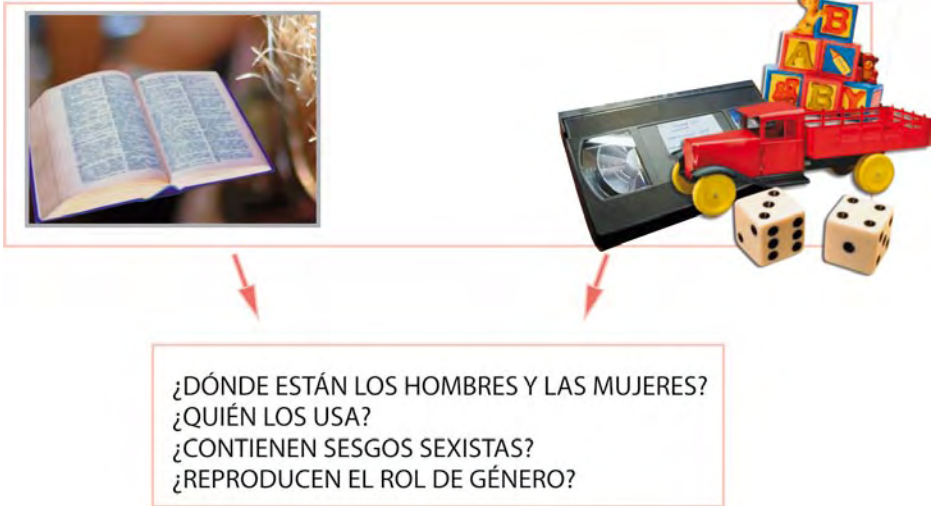 B
A
B Y
¿DÓNDE ESTÁN LOS HOMBRES Y LAS MUJERES?
¿QUIÉN LOS USA?
¿CONTIENEN SESGOS SEXISTAS?
¿REPRODUCEN EL ROL DE GÉNERO?